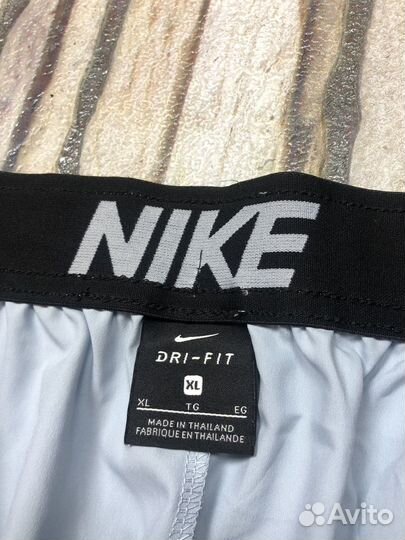 NIKE
DRI-FIT
XL
XL TG EG
MADE IN THAILAND
FABRIQUE EN THAILANDE
Avito